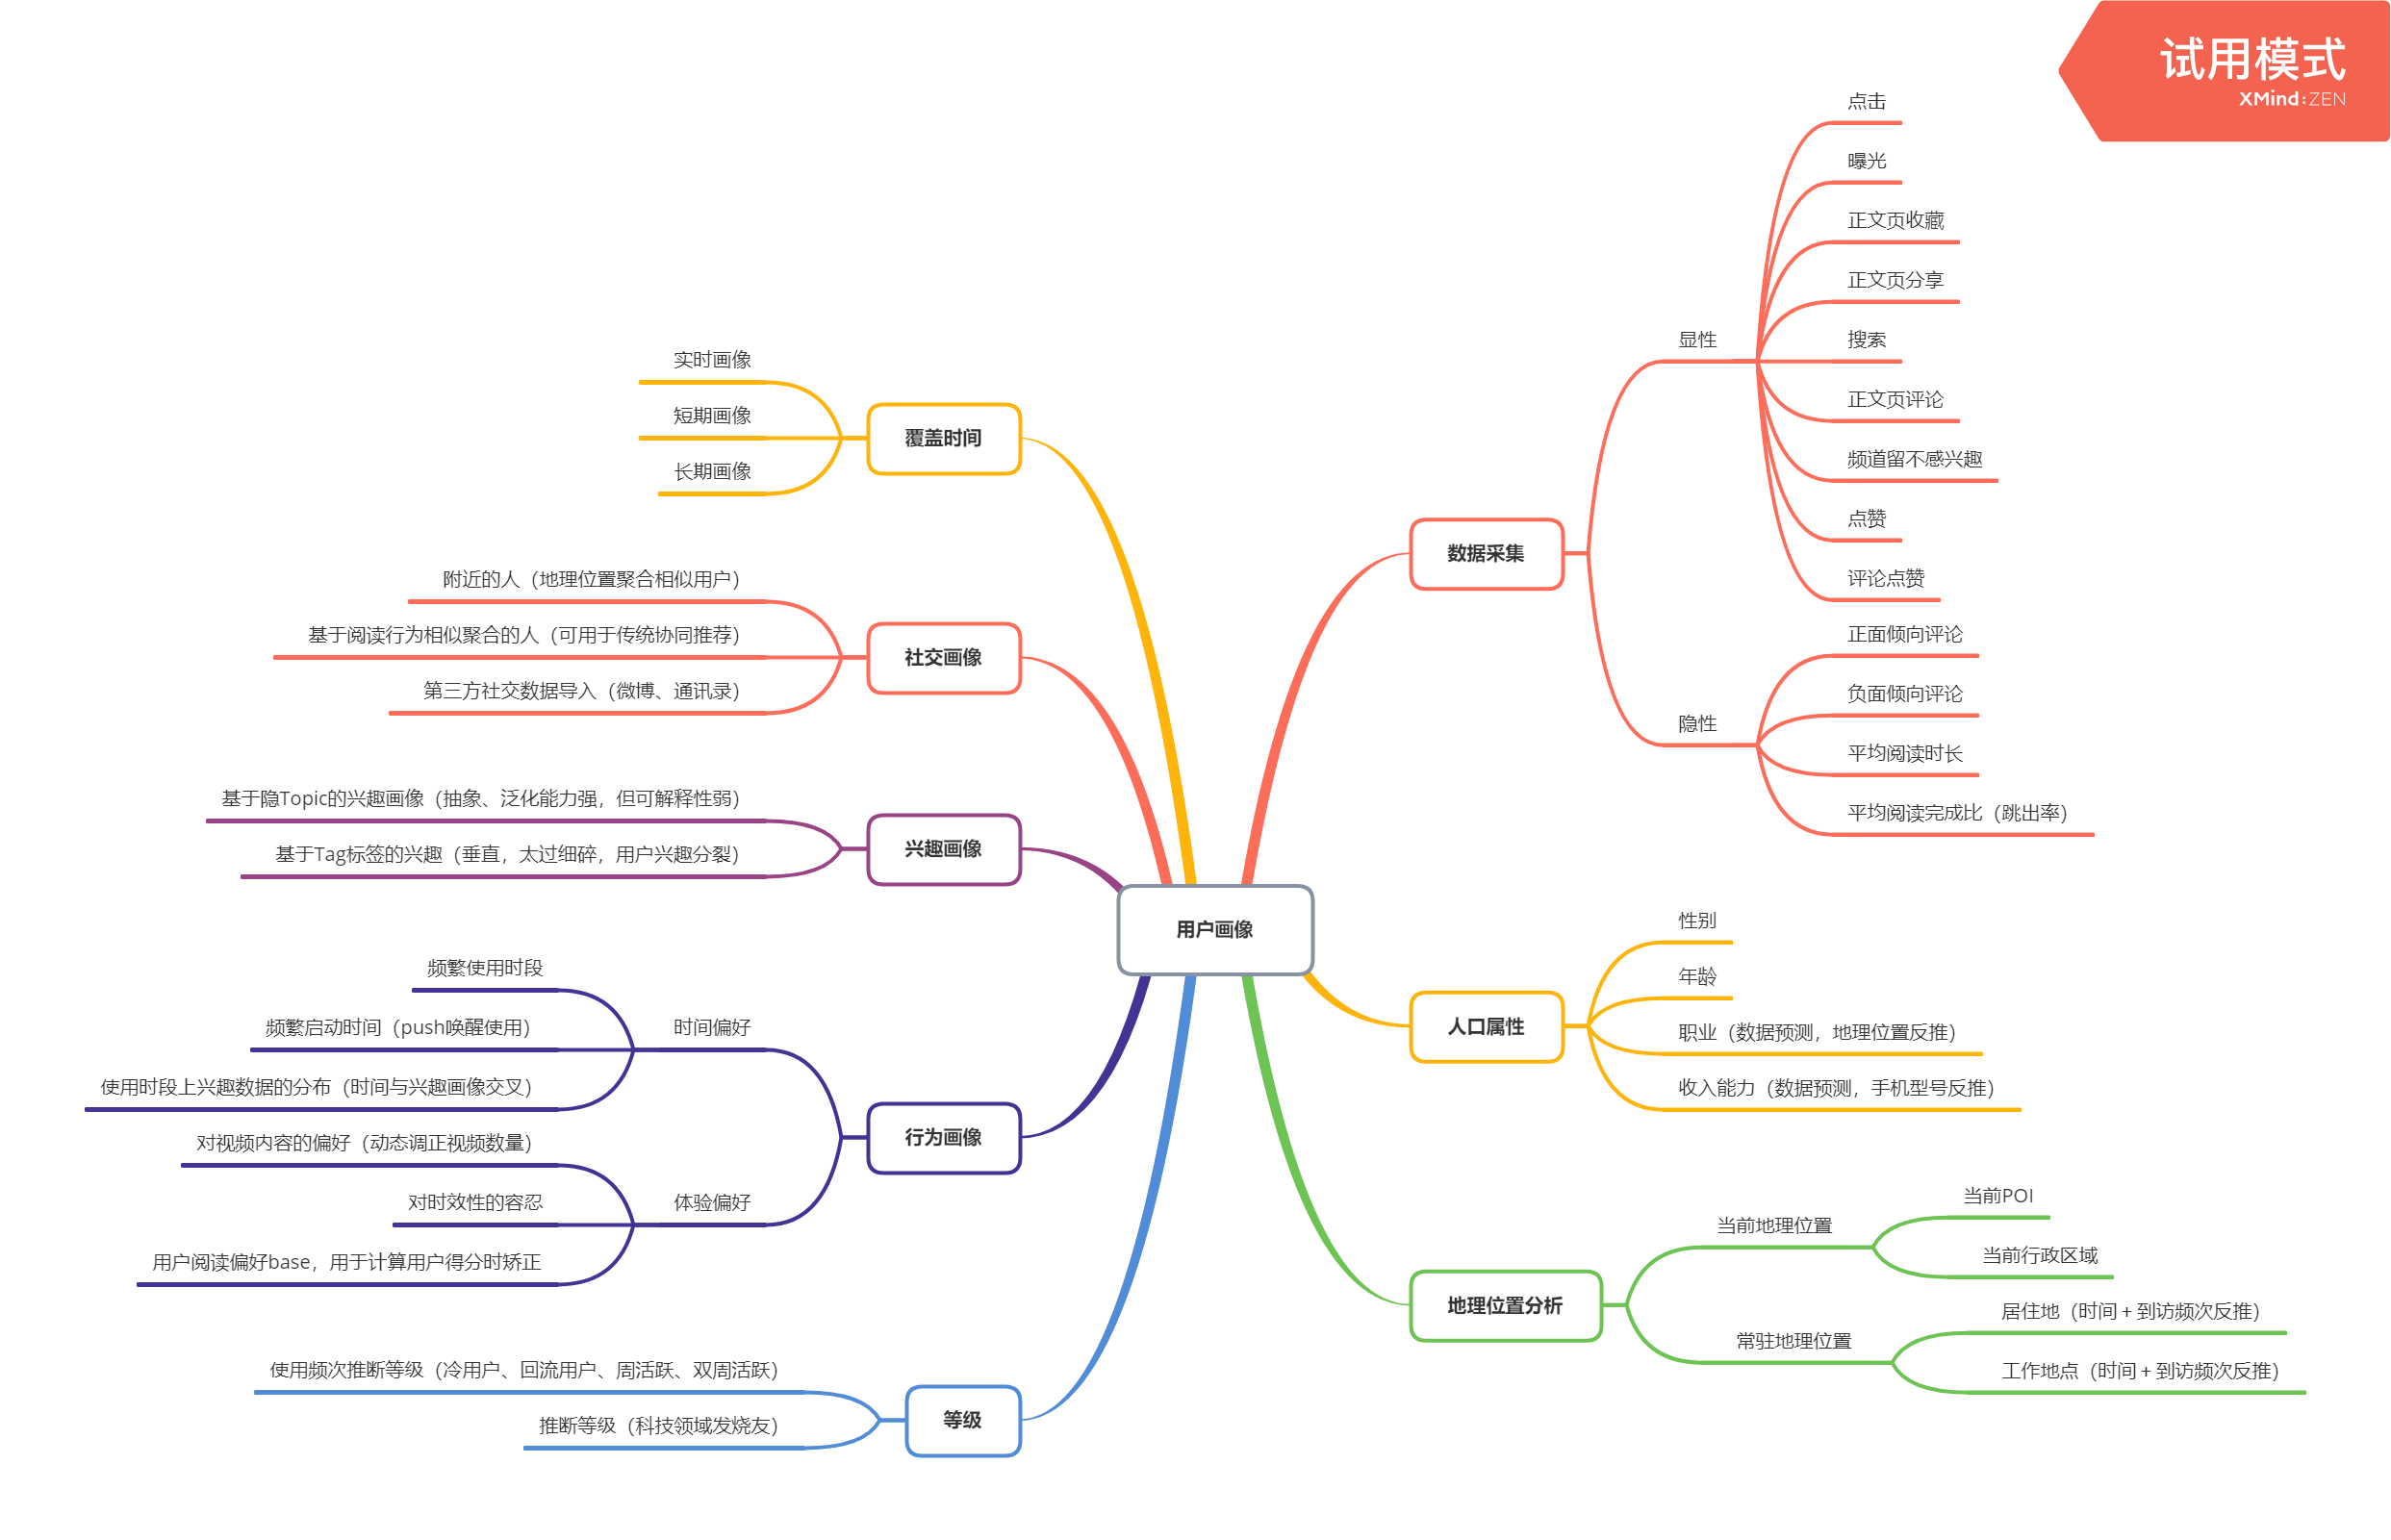 试用模式
XMind:ZEN
用户画像
数据采集
显性
点击
曝光
正文页收藏
正文页分享
搜索
正文页评论
频道留不感兴趣
点赞
评论点赞
隐性
正面倾向评论
负面倾向评论
平均阅读时长
平均阅读完成比（跳出率）
人口属性
性别
年龄
职业（数据预测，地理位置反推）
收入能力（数据预测，手机型号反推）
地理位置分析
当前地理位置
当前POI
当前行政区域
常驻地理位置
居住地（时间 + 到访频次反推）
工作地点（时间 + 到访频次反推）
覆盖时间
实时画像
短期画像
长期画像
社交画像
附近的人（地理位置聚合相似用户）
基于阅读行为相似聚合的人（可用于传统协同推荐）
第三方社交数据导入（微博、通讯录）
兴趣画像
基于隐Topic的兴趣画像（抽象、泛化能力强，但可解释性弱）
基于Tag标签的兴趣（垂直，太过细碎，用户兴趣分裂）
行为画像
时间偏好
频繁使用时段
频繁启动时间（push唤醒使用）
使用时段上兴趣数据的分布（时间与兴趣画像交叉）
体验偏好
对视频内容的偏好（动态调正视频数量）
对时效性的容忍
用户阅读偏好base，用于计算用户得分时矫正
等级
使用频次推断等级（冷用户、回流用户、周活跃、双周活跃）
推断等级（科技领域发烧友）